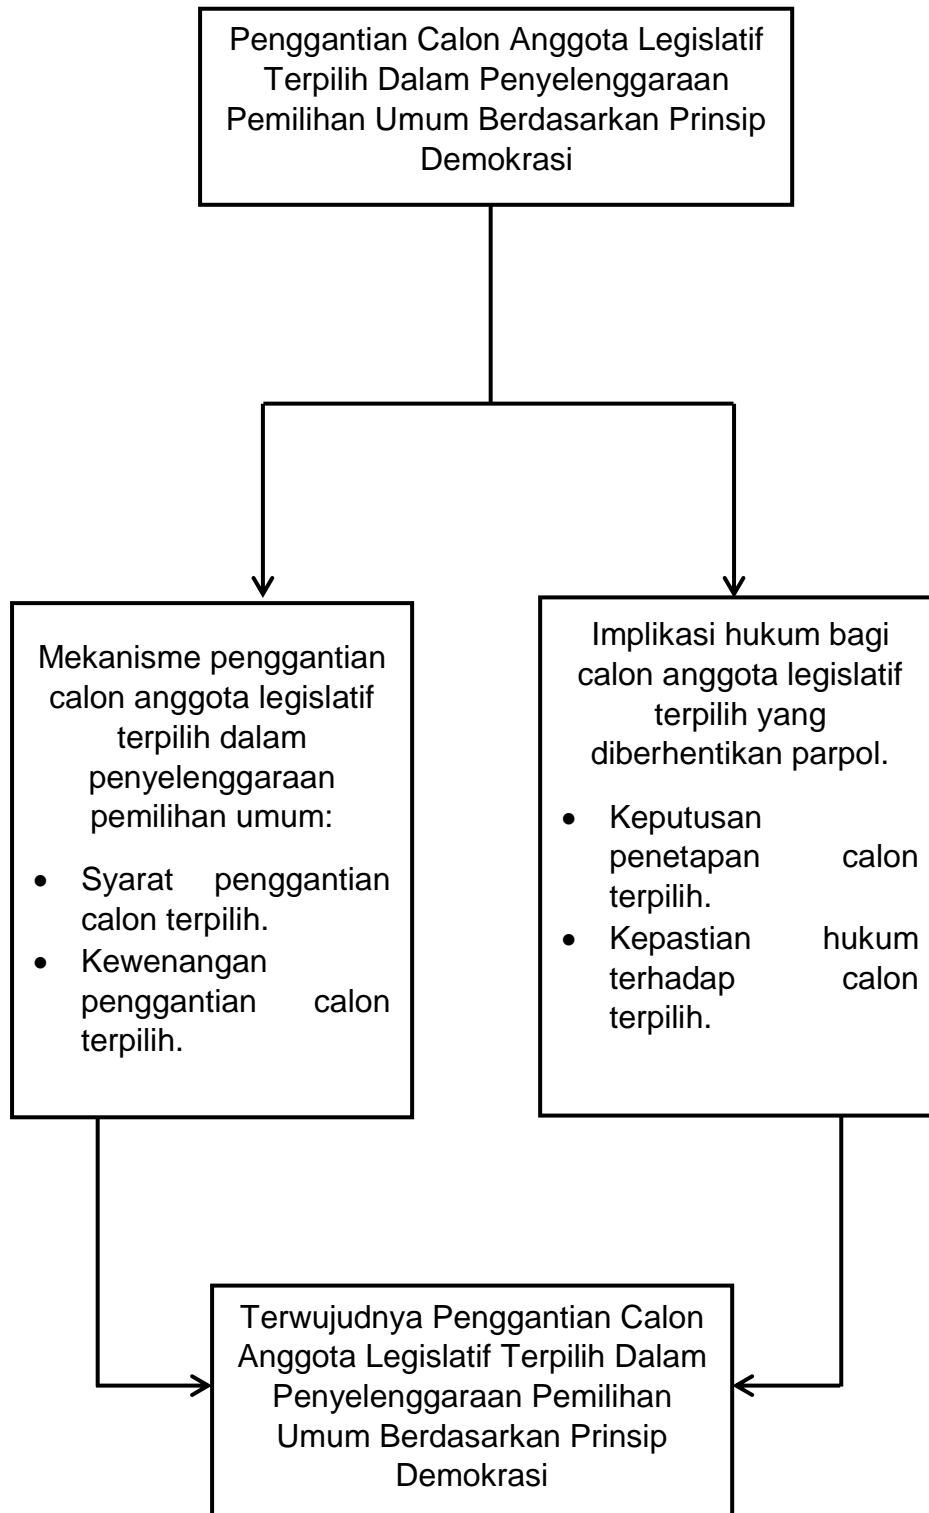 Penggantian Calon Anggota Legislatif
Terpilih Dalam Penyelenggaraan
Pemilihan Umum Berdasarkan Prinsip
Demokrasi
Mekanisme penggantian
calon anggota legislatif
terpilih dalam
penyelenggaraan
pemilihan umum:
• Syarat penggantian
calon terpilih.
• Kewenangan
penggantian calon
terpilih.
Implikasi hukum bagi
calon anggota legislatif
terpilih yang
diberhentikan parpol.
• Keputusan
penetapan calon
terpilih.
• Kepastian hukum
terhadap calon
terpilih.
Terwujudnya Penggantian Calon
Anggota Legislatif Terpilih Dalam
Penyelenggaraan Pemilihan
Umum Berdasarkan Prinsip
Demokrasi